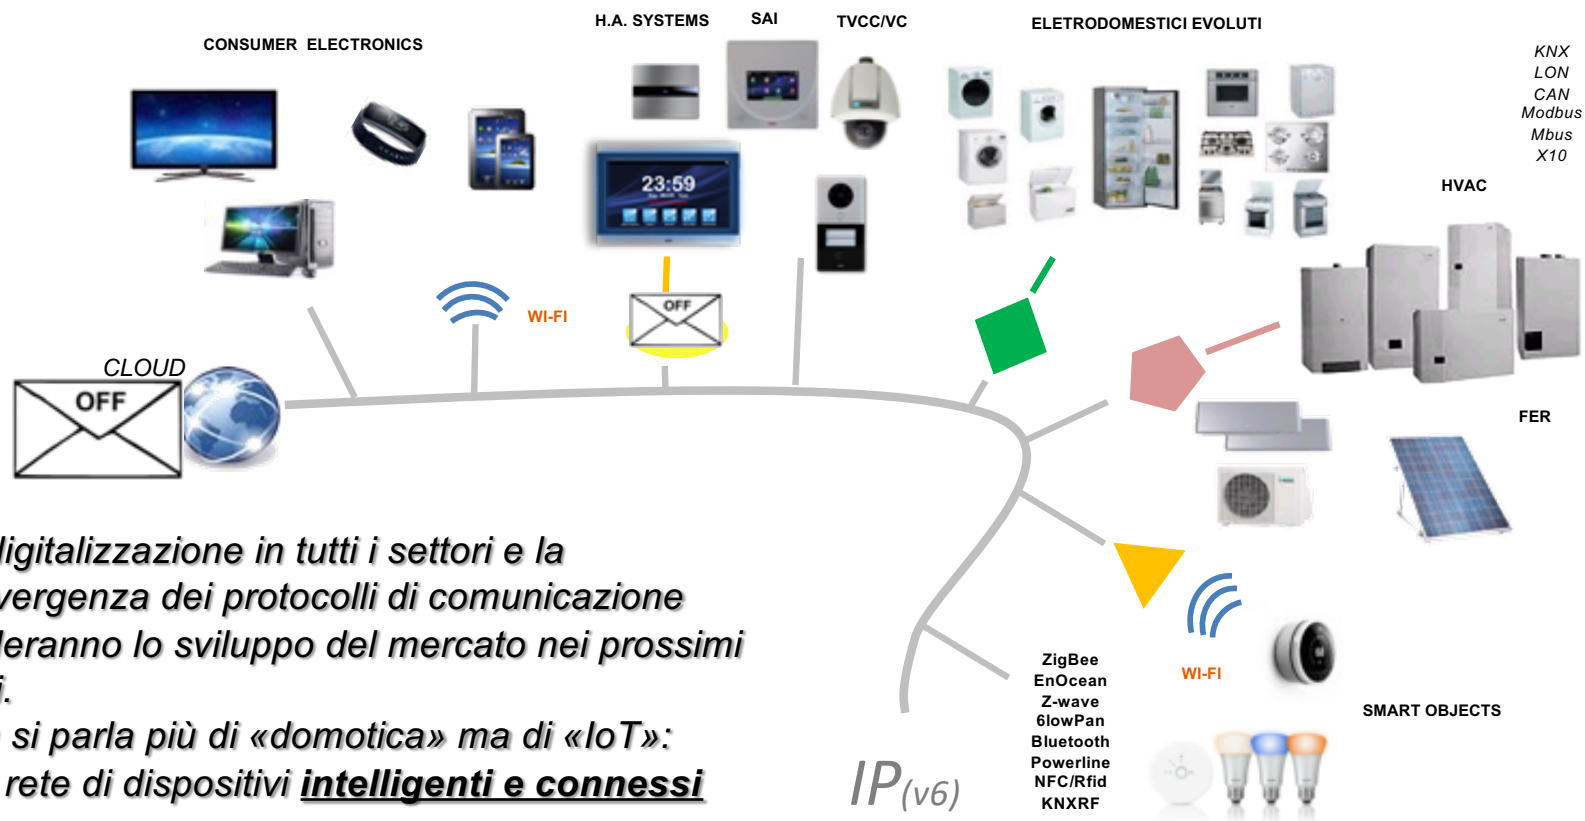 H.A. SYSTEMS
SAI
TVCC/VC
ELETRODOMESTICI EVOLUTI
CONSUMER ELECTRONICS
KNX
LON
CAN
Modbus
Mbus
X10
23:59
HVAC
OFF
WI-FI
CLOUD
OFF
FER
digitalizzazione in tutti i settori e la
vergenza dei protocolli di comunicazione
deranno lo sviluppo del mercato nei prossimi
i.
si parla più di «domotica» ma di «IoT»:
rete di dispositivi intelligenti e connessi
ZigBee
EnOcean
Z-wave
6lowPan
Bluetooth
Powerline
NFC/Rfid
KNXRF
WI-FI
SMART OBJECTS
IP(v6)